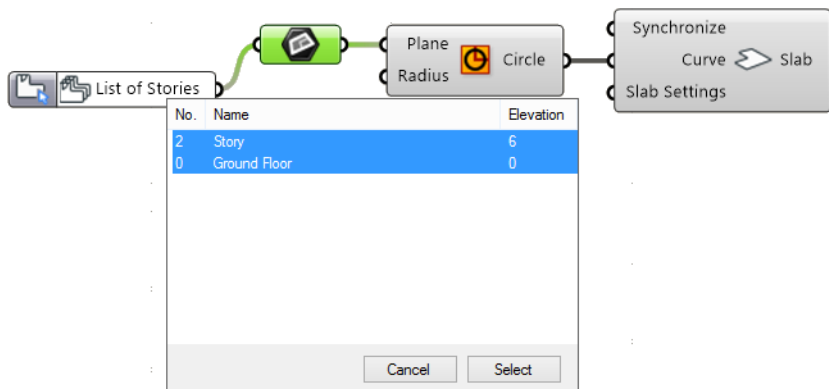 Synchronize
Plane
Curve
Slab
Circle
Radius
List of Stories
Slab Settings
No. Name Elevation
2 Story 6
0 Ground Floor 0
Cancel Select